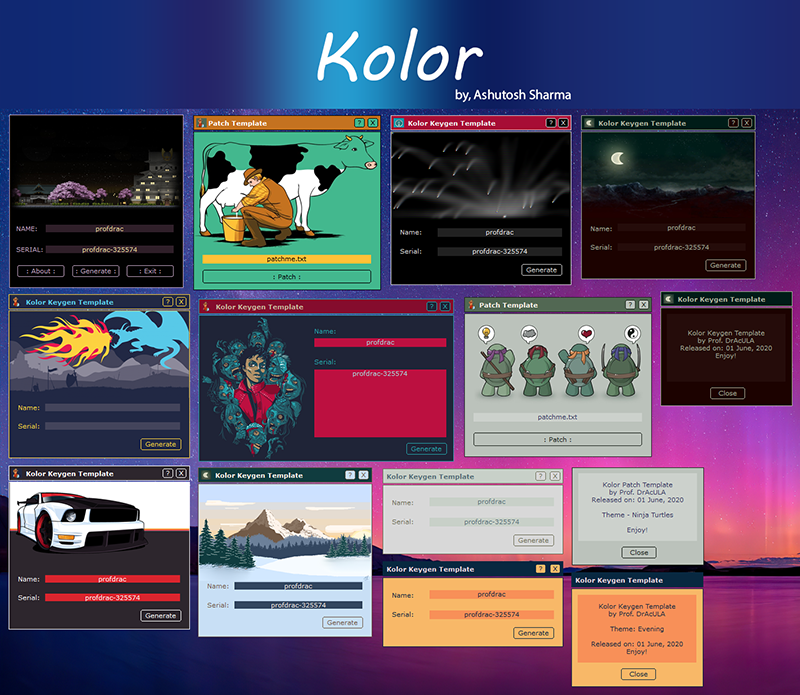 Kolor
by, Ashutosh Sharma
NAME:
profdrac
SERIAL:
profdrac-325574
: About :
: Generate :
: Exit :
Patch Template
? X
patchme.txt
: Patch :
Kolor Keygen Template
? X
Name:
profdrac
Serial:
profdrac-325574
Generate
Kolor Keygen Template
? X
Name:
profdrac
Serial:
profdrac-325574
Generate
Kolor Keygen Template
? X
Name:
Serial:
Generate
Kolor Keygen Template
? X
Name:
profdrac
Serial:
profdrac-325574
Generate
Patch Template
? X
patchme.txt
: Patch :
Kolor Keygen Template
Kolor Keygen Template
by Prof. DrAcULA
Released on: 01 June, 2020
Enjoy!
Close
Kolor Keygen Template
? X
Name:
profdrac
Serial:
profdrac-325574
Generate
Kolor Keygen Template
? X
Name:
profdrac
Serial:
profdrac-325574
Generate
Kolor Keygen Template
? X
Name:
profdrac
Serial:
profdrac-325574
Generate
Kolor Patch Template
by Prof. DrAcULA
Released on: 01 June, 2020
Theme - Ninja Turtles
Enjoy!
Close
Kolor Keygen Template
? X
Name:
profdrac
Serial:
profdrac-325574
Generate
Kolor Keygen Template
Kolor Keygen Template
by Prof. DrAcULA
Theme: Evening
Released on: 01 June, 2020
Enjoy!
Close